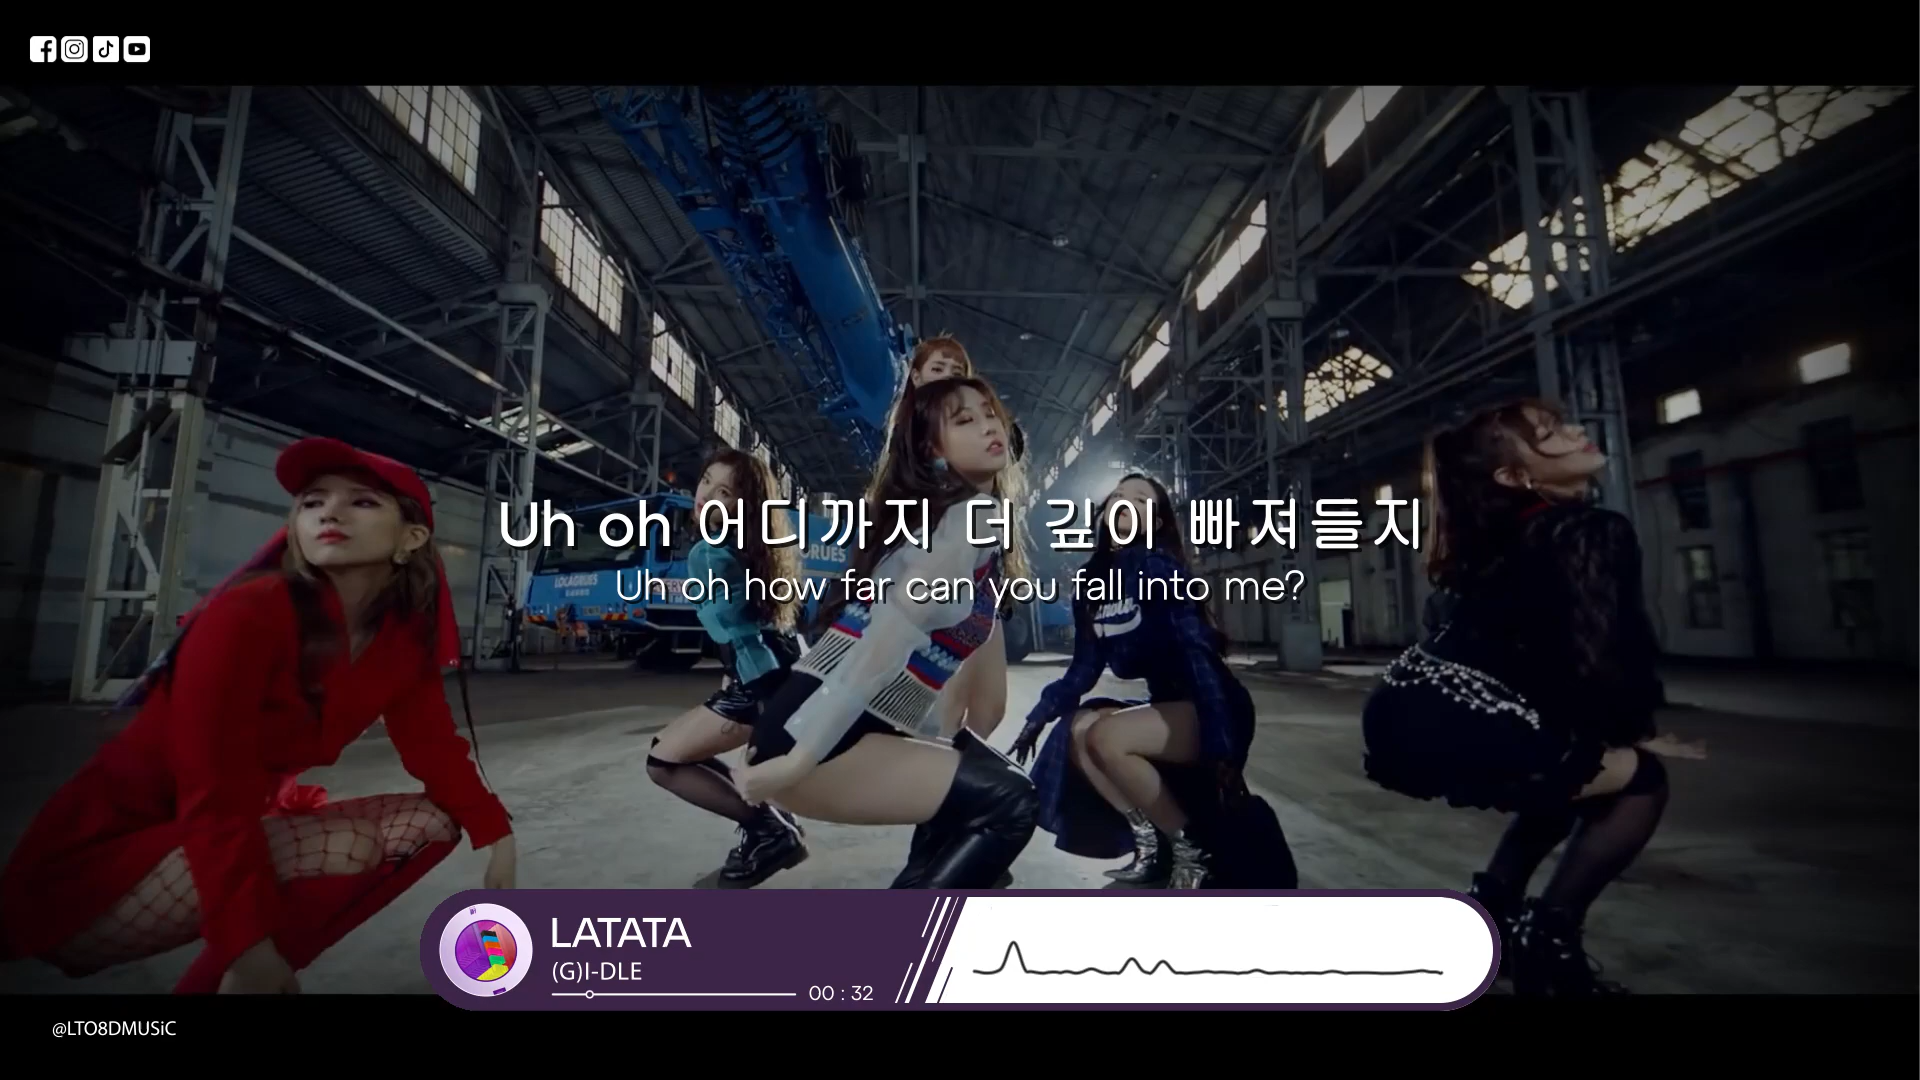 Uh oh 어디까지 더 깊이 빠져들지
Uh oh how far can you fall into me?
LOCAGRUES
LATATA
(G)I-DLE
00 : 32
@LTO8DMUSiC